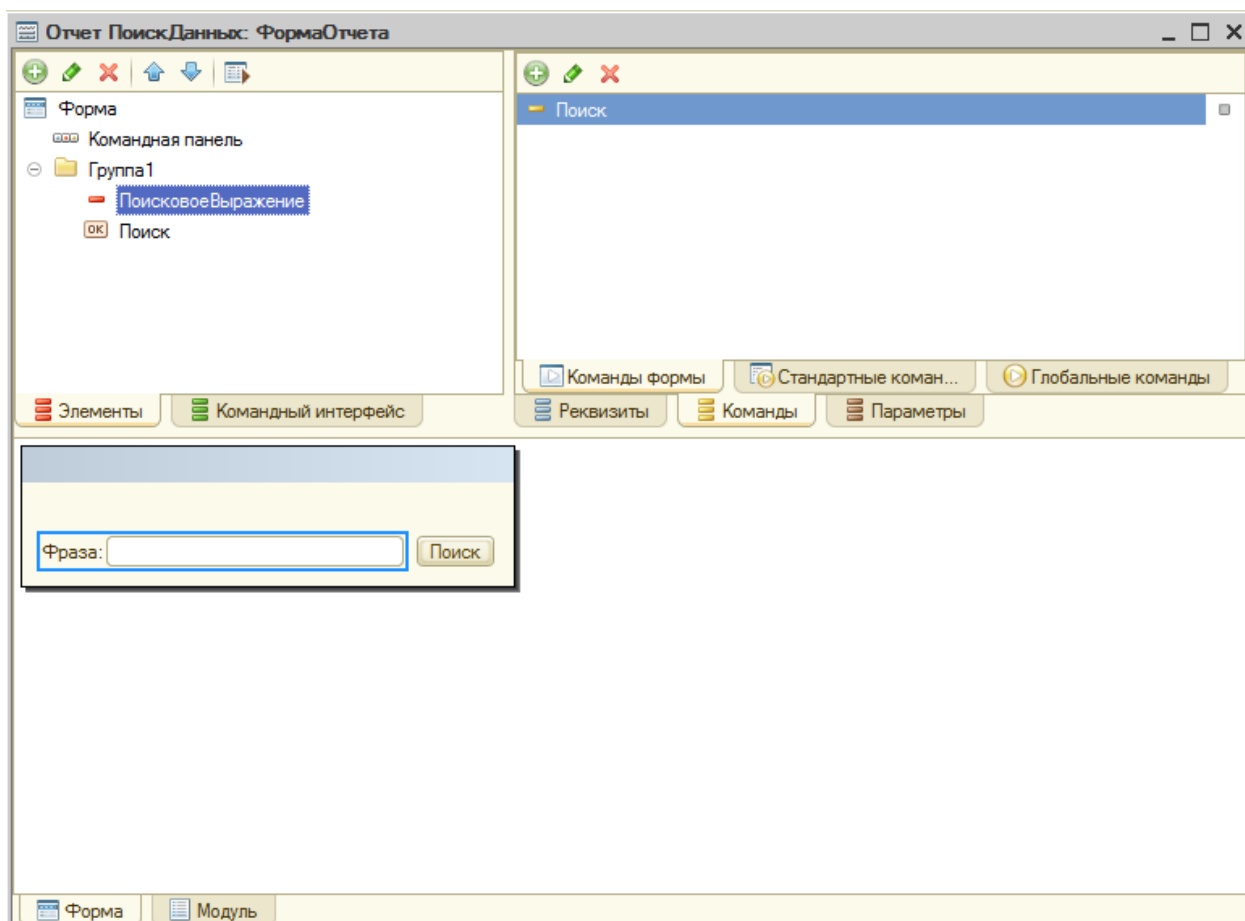 Отчет ПоискДанных: ФормаОтчета
Форма
Командная панель
Группа1
ПоисковоеВыражение
OK Поиск
Элементы
Командный интерфейс
Поиск
Команды формы
Стандартные коман...
Глобальные команды
Реквизиты
Команды
Параметры
Фраза:
Поиск
Форма
Модуль